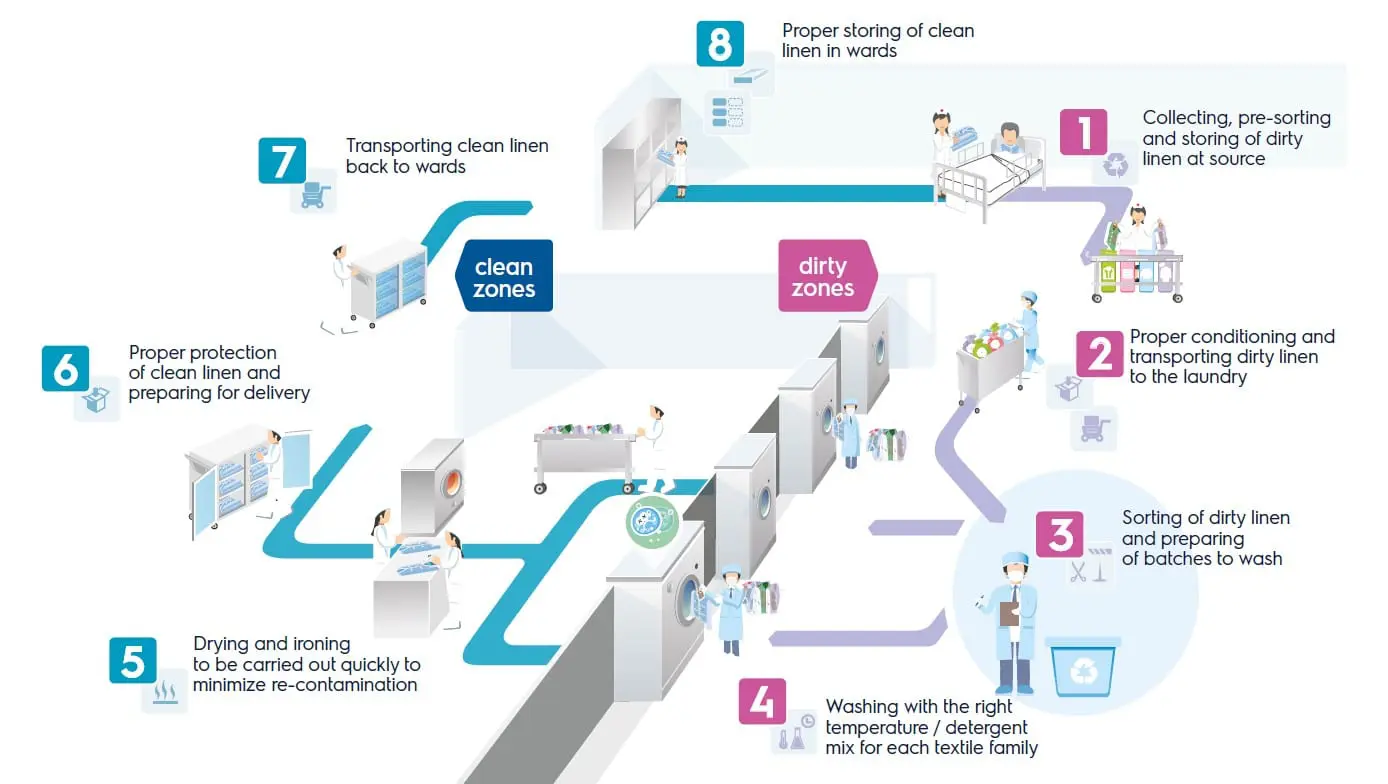 8
Proper storing of clean
linen in wards
1
Collecting, pre-sorting
and storing of dirty
linen at source
7
Transporting clean linen
back to wards
clean
zones
dirty
zones
2
Proper conditioning and
transporting dirty linen
to the laundry
6
Proper protection
of clean linen and
preparing for delivery
3
Sorting of dirty linen
and preparing
of batches to wash
5
Drying and ironing
to be carried out quickly to
minimize re-contamination
4
Washing with the right
temperature / detergent
mix for each textile family